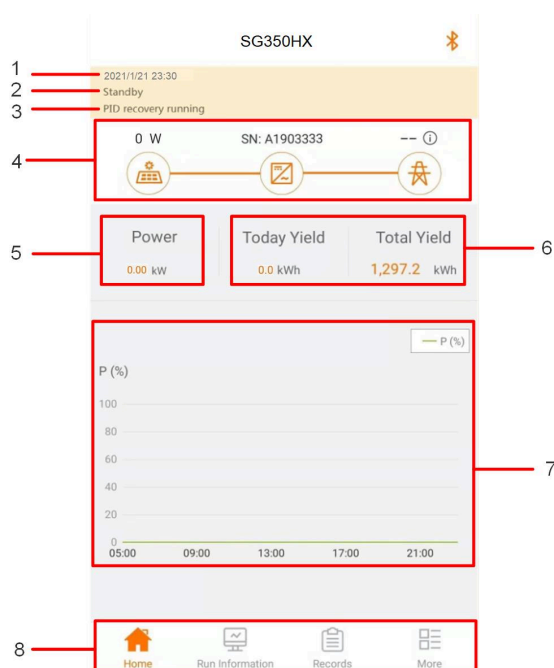 SG350HX
1
2021/1/21 23:30
2
Standby
3
PID recovery running
4
0 W SN: A1903333 --
5
Power Today Yield Total Yield
6
0.00 kW 0.0 kWh 1,297.2 kWh
P (%)
P (%)
100
80
60
7
40
20
0
05:00 09:00 13:00 17:00 21:00
8
Home Run Information Records More